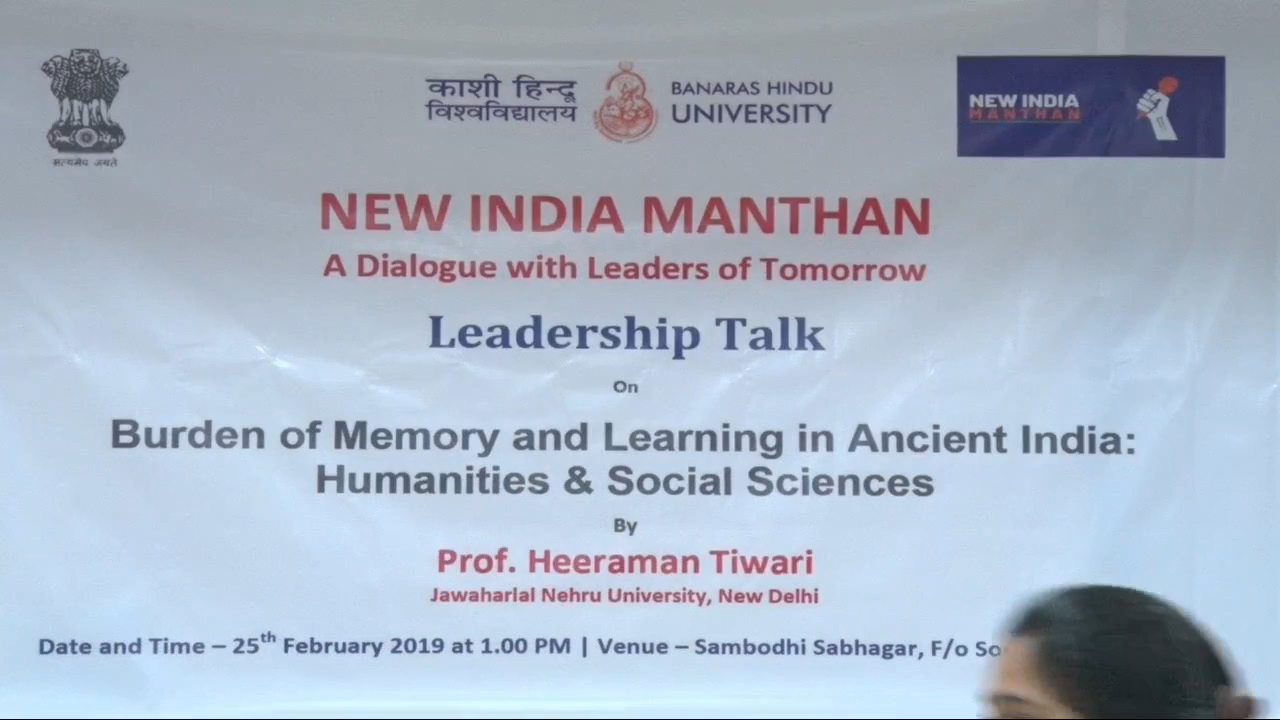 सत्यमेव जयते
काशी हिन्दू
विश्वविद्यालय
BANARAS HINDU
UNIVERSITY
NEW INDIA
MANTHAN
NEW INDIA MANTHAN
A Dialogue with Leaders of Tomorrow
Leadership Talk
On
Burden of Memory and Learning in Ancient India:
Humanities & Social Sciences
By
Prof. Heeraman Tiwari
Jawaharlal Nehru University, New Delhi
Date and Time – 25th February 2019 at 1.00 PM | Venue – Sambodhi Sabhagar, F/o